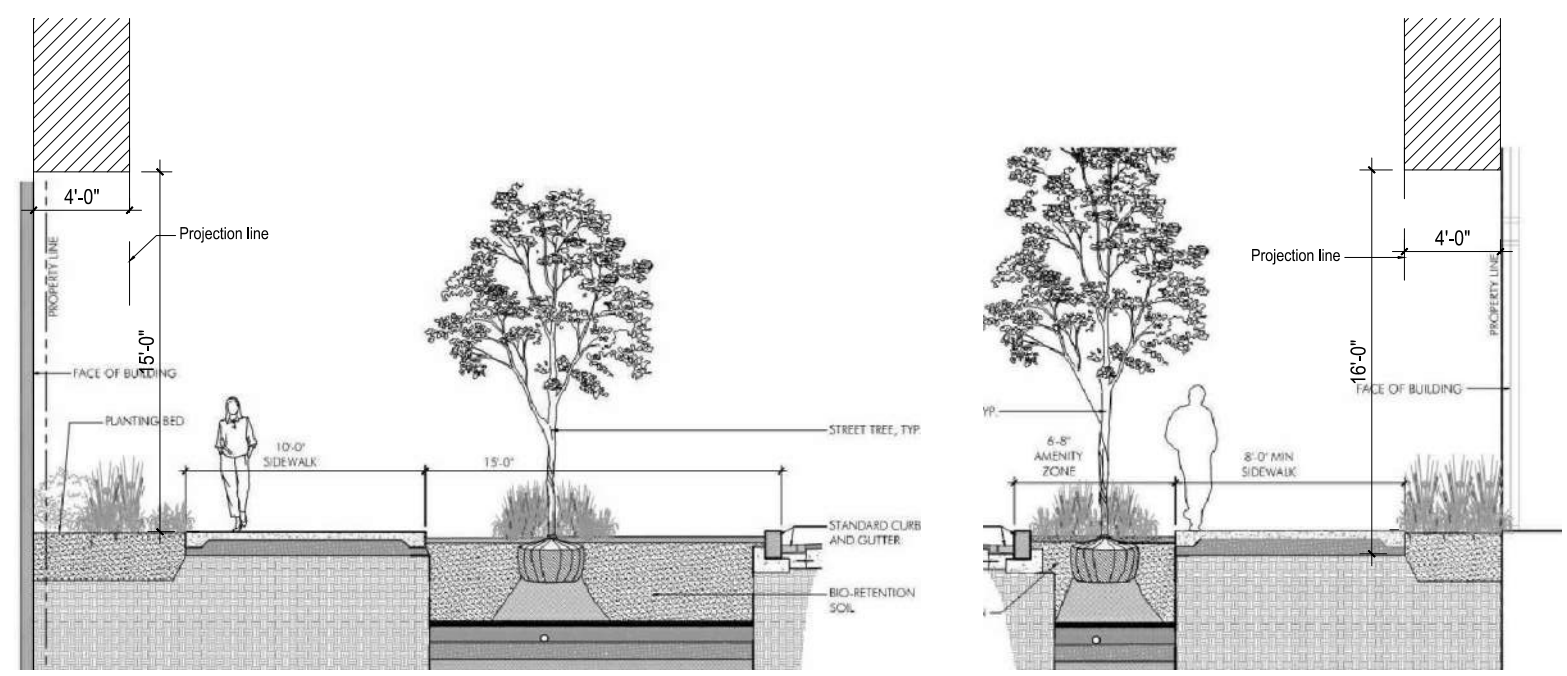 4'-0"
Projection line
PROPERTY LINE
15'-0"
FACE OF BUILDING
PLANTING BED
10'-0"
SIDEWALK
15'-0"
STREET TREE, TYP.
STANDARD CURB
AND GUTTER
BIO-RETENTION
SOIL
4'-0"
Projection line
PROPERTY LINE
16'-0"
FACE OF BUILDING
YP.
6'-8"
AMENITY
ZONE
8'-0" MIN
SIDEWALK
N